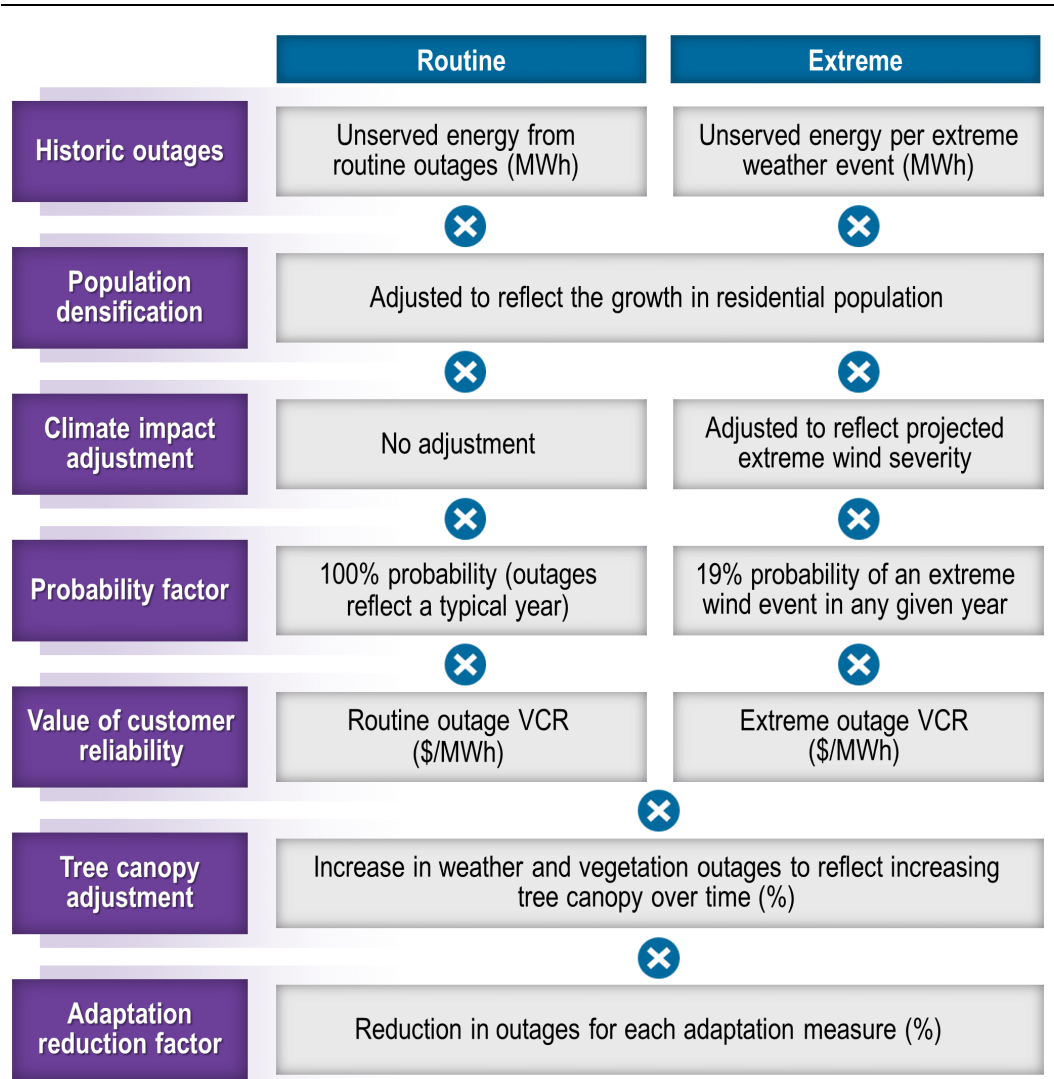 Routine
Extreme
Historic outages
Unserved energy from
routine outages (MWh)
Unserved energy per extreme
weather event (MWh)
Population
densification
Adjusted to reflect the growth in residential population
Climate impact
adjustment
No adjustment
Adjusted to reflect projected
extreme wind severity
Probability factor
100% probability (outages
reflect a typical year)
19% probability of an extreme
wind event in any given year
Value of customer
reliability
Routine outage VCR
($/MWh)
Extreme outage VCR
($/MWh)
Tree canopy
adjustment
Increase in weather and vegetation outages to reflect increasing
tree canopy over time (%)
Adaptation
reduction factor
Reduction in outages for each adaptation measure (%)